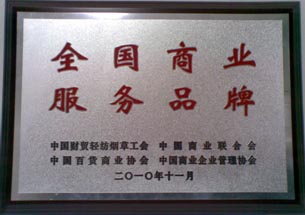 全国商业
服务品牌
中国财贸轻纺烟草工会 中国商业联合会
中国百货商业协会 中国商业企业管理协会
二〇一〇年十一月